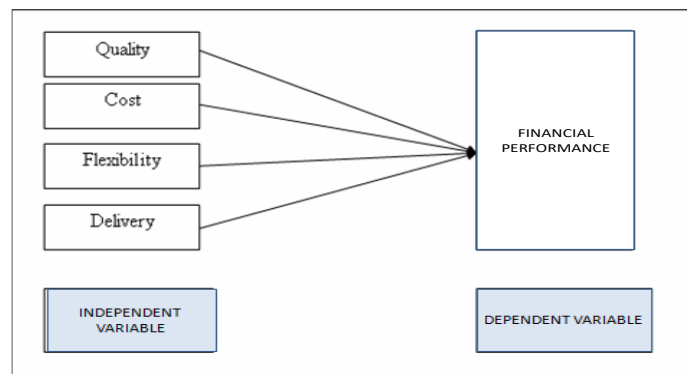 Quality
Cost
Flexibility
Delivery
FINANCIAL
PERFORMANCE
INDEPENDENT
VARIABLE
DEPENDENT VARIABLE